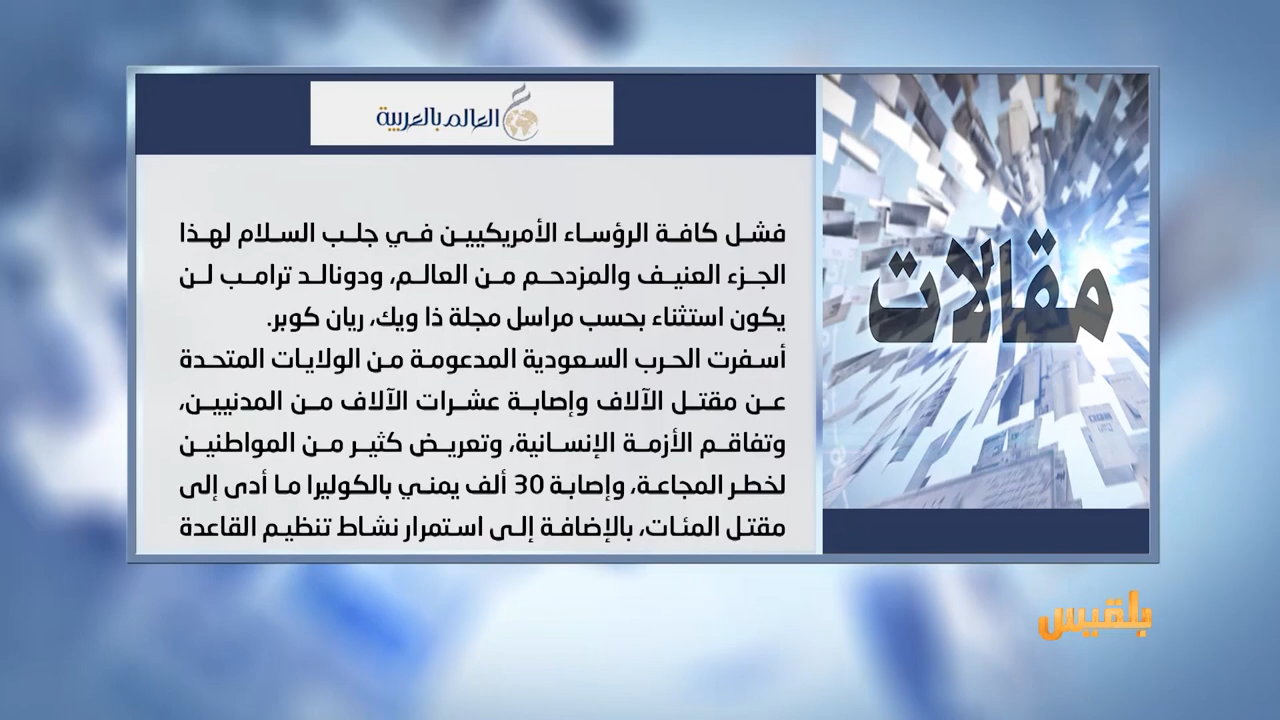 العالم بالعربية
مقالات
فشل كافة الرؤساء الأمريكيين في جلب السلام لهذا
الجزء العنيف والمزدحم من العالم، ودونالد ترامب لن
يكون استثناء بحسب مراسل مجلة ذا ويك، ريان كوبر.
أسفرت الحرب السعودية المدعومة من الولايات المتحدة
عن مقتل الآلاف وإصابة عشرات الآلاف من المدنيين،
وتفاقم الأزمة الإنسانية، وتعريض كثير من المواطنين
لخطر المجاعة، وإصابة 30 ألف يمني بالكوليرا ما أدى إلى
مقتل المئات، بالإضافة إلى استمرار نشاط تنظيم القاعدة
بلقيس